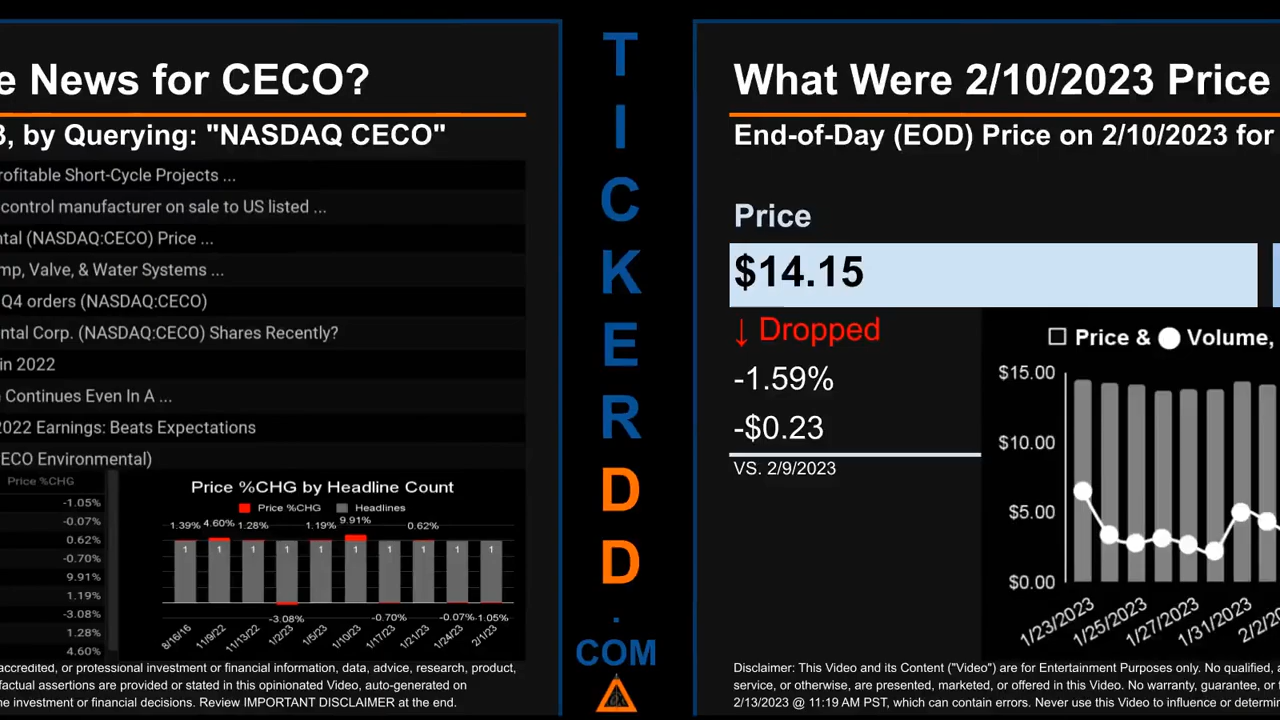 e News for CECO?
3, by Querying: "NASDAQ CECO"
rofitable Short-Cycle Projects ...
control manufacturer on sale to US listed ...
ntal (NASDAQ:CECO) Price ...
mp, Valve, & Water Systems ...
Q4 orders (NASDAQ:CECO)
ental Corp. (NASDAQ:CECO) Shares Recently?
in 2022
Continues Even In A ...
2022 Earnings: Beats Expectations
ECO Environmental)
Price %CHG
-1.05%
-0.07%
0.62%
-0.70%
9.91%
1.19%
-3.08%
1.28%
4.60%
Price %CHG by Headline Count
Price %CHG Headlines
1.39% 4.60% 1.28% 1.19% 9.91% 0.62%
1 1 1 1 1 1 1 1 1 1
-3.08% -0.70% -0.07% -1.05%
8/16/16 11/9/22 11/13/22 1/2/23 1/5/23 1/10/23 1/17/23 1/21/23 1/24/23 2/1/23
accredited, or professional investment or financial information, data, advice, research, product,
factual assertions are provided or stated in this opinionated Video, auto-generated on
ne investment or financial decisions. Review IMPORTANT DISCLAIMER at the end.
T
I
C
K
E
R
D
D
.
COM
What Were 2/10/2023 Price
End-of-Day (EOD) Price on 2/10/2023 for
Price
$14.15
↓ Dropped
-1.59%
-$0.23
VS. 2/9/2023
Price & Volume,
$15.00
$10.00
$5.00
$0.00
1/23/2023 1/25/2023 1/27/2023 1/31/2023 2/2/20
Disclaimer: This Video and its Content ("Video") are for Entertainment Purposes only. No qualified, a
service, or otherwise, are presented, marketed, or offered in this Video. No warranty, guarantee, or f
2/13/2023 @ 11:19 AM PST, which can contain errors. Never use this Video to influence or determi